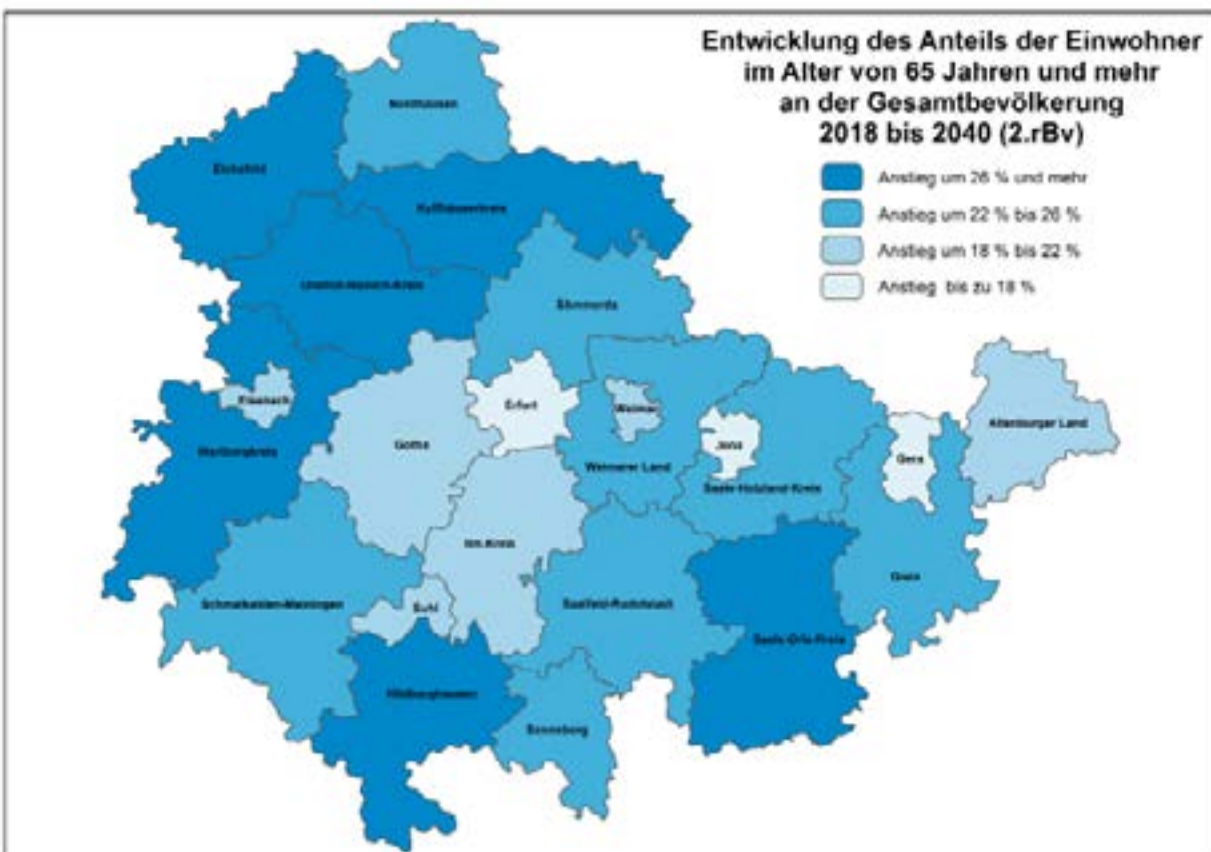 Entwicklung des Anteils der Einwohner
im Alter von 65 Jahren und mehr
an der Gesamtbevölkerung
2018 bis 2040 (2.rBv)
Anstieg um 26 % und mehr
Anstieg um 22 % bis 26 %
Anstieg um 18 % bis 22 %
Anstieg bis zu 18 %
Nordhausen
Eichsfeld
Kyffhäuserkreis
Unstrut-Hainich-Kreis
Sömmerda
Eisenach
Erfurt
Weimar
Altenburger Land
Wartburgkreis
Gotha
Jena
Gera
Weimarer Land
Saale-Holzland-Kreis
Ilm-Kreis
Greiz
Schmalkalden-Meiningen
Suhl
Saalfeld-Rudolstadt
Saale-Orla-Kreis
Hildburghausen
Sonneberg